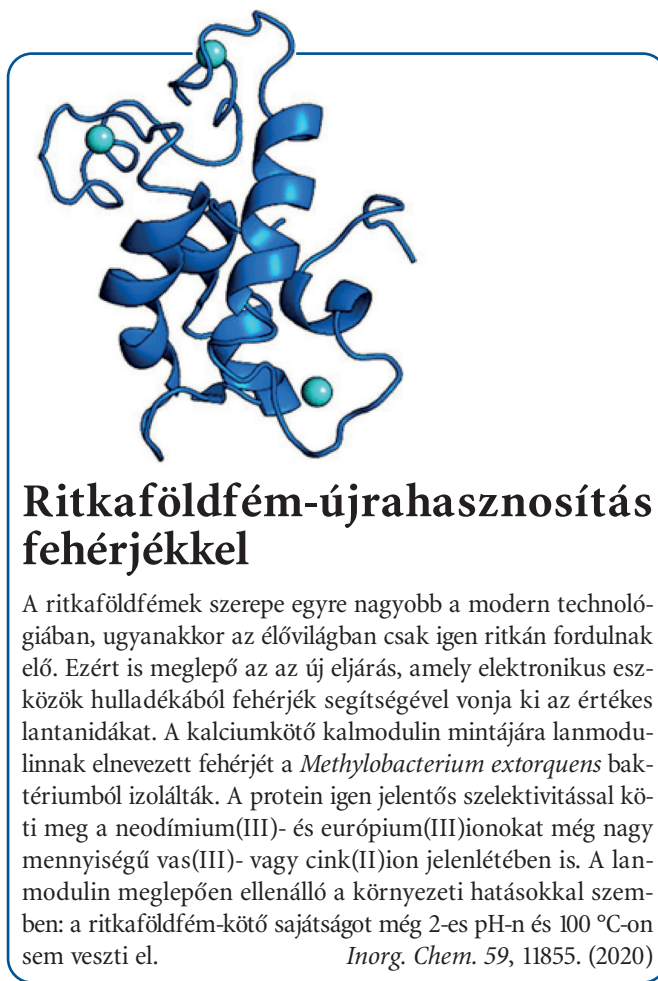 Ritkaföldfém-újrahasznosítás
fehérjékkel
A ritkaföldfémek szerepe egyre nagyobb a modern technoló-
giában, ugyanakkor az élővilágban csak igen ritkán fordulnak
elő. Ezért is meglepő az az új eljárás, amely elektronikus esz-
közök hulladékából fehérjék segítségével vonja ki az értékes
lantanidákat. A kalciumkötő kalmodulin mintájára lanmodu-
linnak elnevezett fehérjét a Methylobacterium extorquens bak-
tériumból izolálták. A protein igen jelentős szelektivitással kö-
ti meg a neodímium(III)- és európium(III)ionokat még nagy
mennyiségű vas(III)- vagy cink(II)ion jelenlétében is. A lan-
modulin meglepően ellenálló a környezeti hatásokkal szem-
ben: a ritkaföldfém-kötő sajátságot még 2-es pH-n és 100 °C-on
sem veszti el. Inorg. Chem. 59, 11855. (2020)